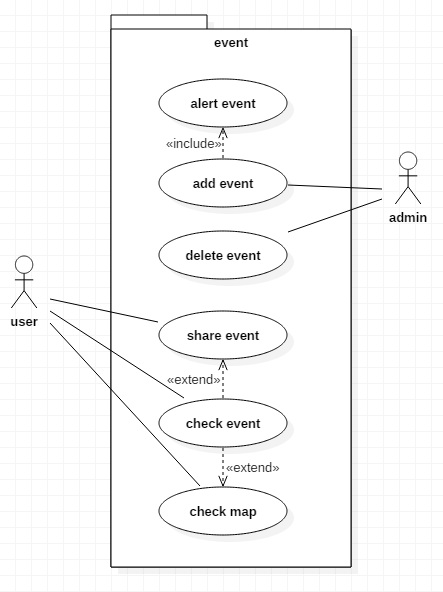 event
alert event
«include»
add event
admin
delete event
user
share event
«extend»
check event
«extend»
check map